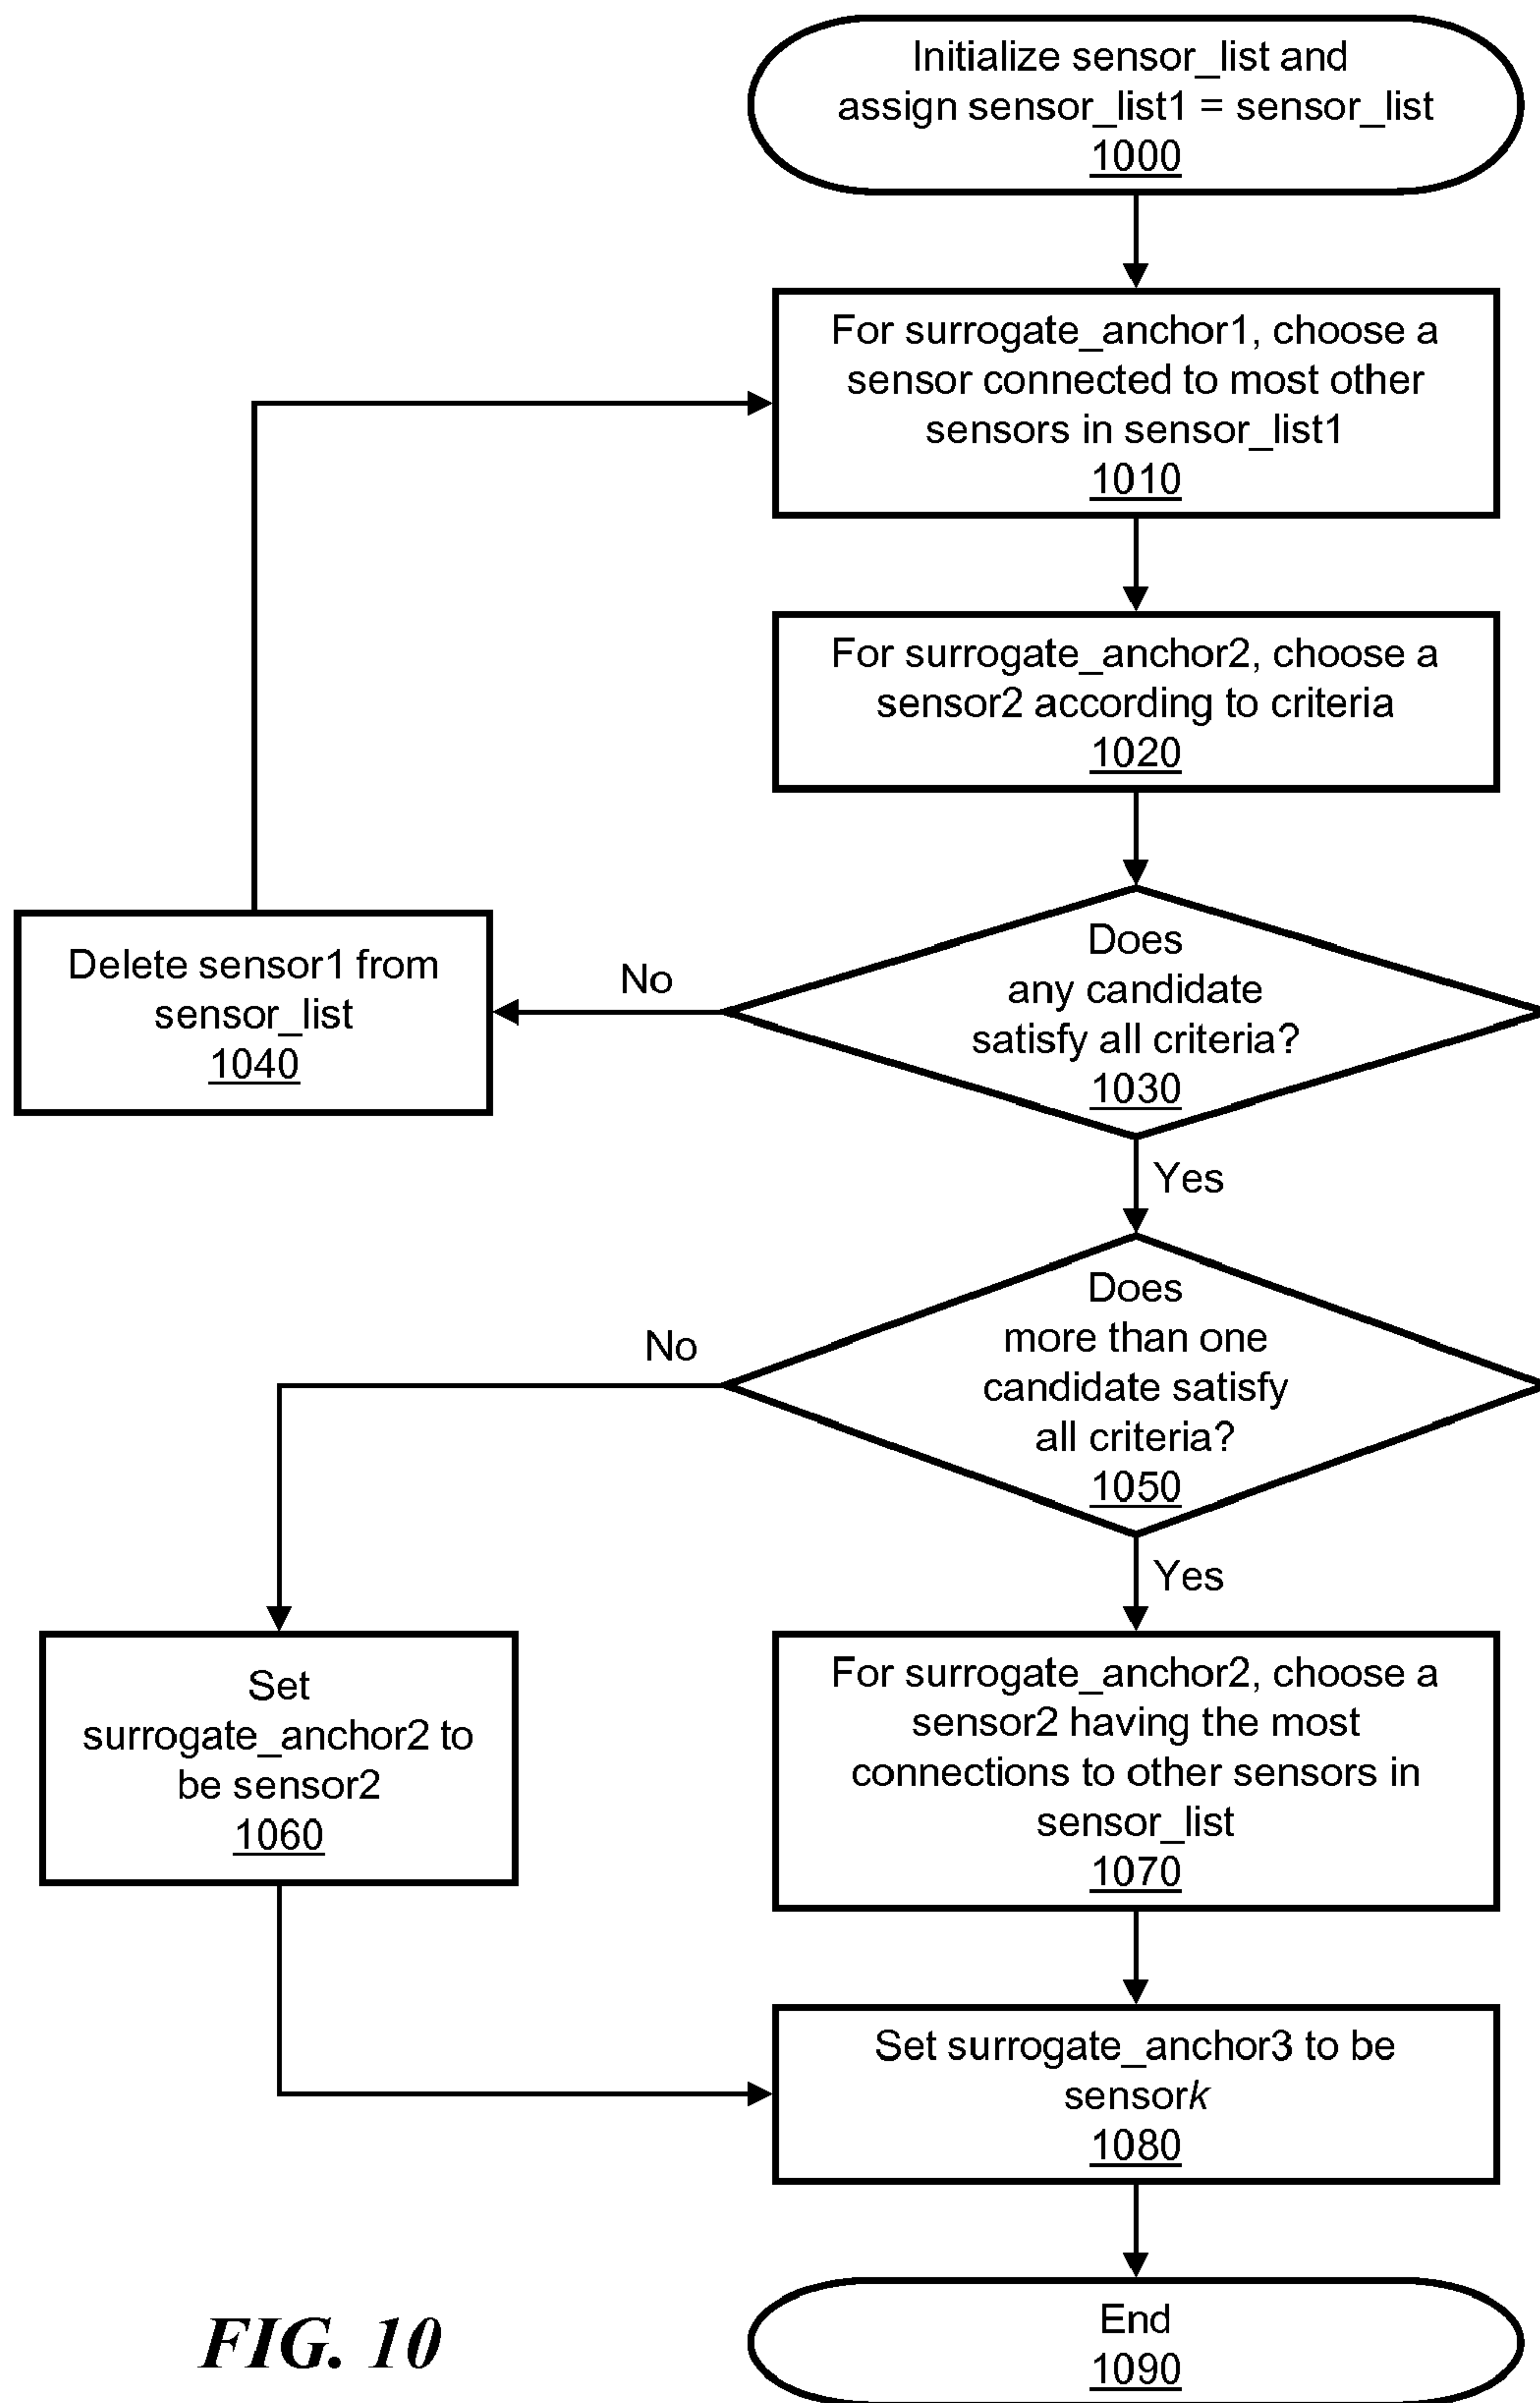 Initialize sensor_list and
assign sensor_list1 = sensor_list
1000
For surrogate_anchor1, choose a
sensor connected to most other
sensors in sensor_list1
1010
For surrogate_anchor2, choose a
sensor2 according to criteria
1020
Does
any candidate
satisfy all criteria?
1030
No
Delete sensor1 from
sensor_list
1040
Yes
Does
more than one
candidate satisfy
all criteria?
1050
No
Set
surrogate_anchor2 to
be sensor2
1060
Yes
For surrogate_anchor2, choose a
sensor2 having the most
connections to other sensors in
sensor_list
1070
Set surrogate_anchor3 to be
sensork
1080
End
1090
FIG. 10